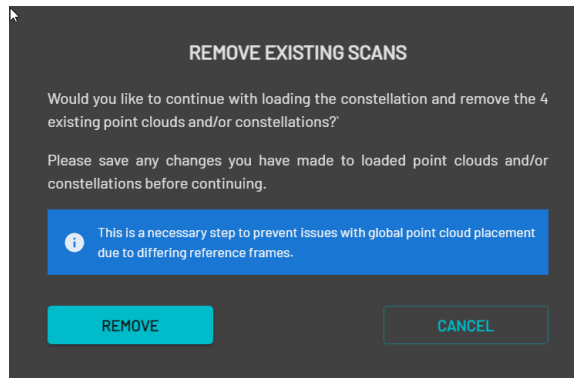 REMOVE EXISTING SCANS
Would you like to continue with loading the constellation and remove the 4
existing point clouds and/or constellations?`
Please save any changes you have made to loaded point clouds and/or
constellations before continuing.
This is a necessary step to prevent issues with global point cloud placement
due to differing reference frames.
REMOVE
CANCEL